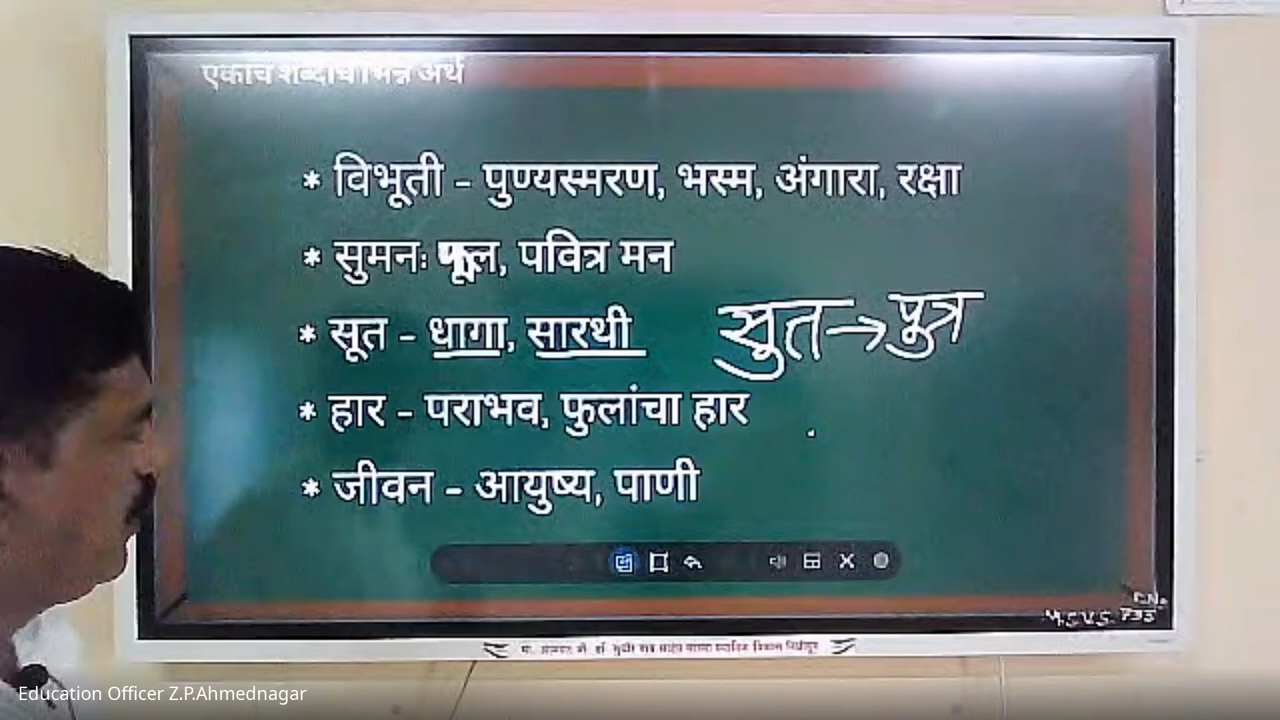 एकाच शब्दाचे भिन्न अर्थ
* विभूती - पुण्यस्मरण, भस्म, अंगारा, रक्षा
* सुमनः फूल, पवित्र मन
* सूत - धागा, सारथी सुत → पुत्र
* हार - पराभव, फुलांचा हार
* जीवन - आयुष्य, पाणी
Education Officer Z.P.Ahmednagar